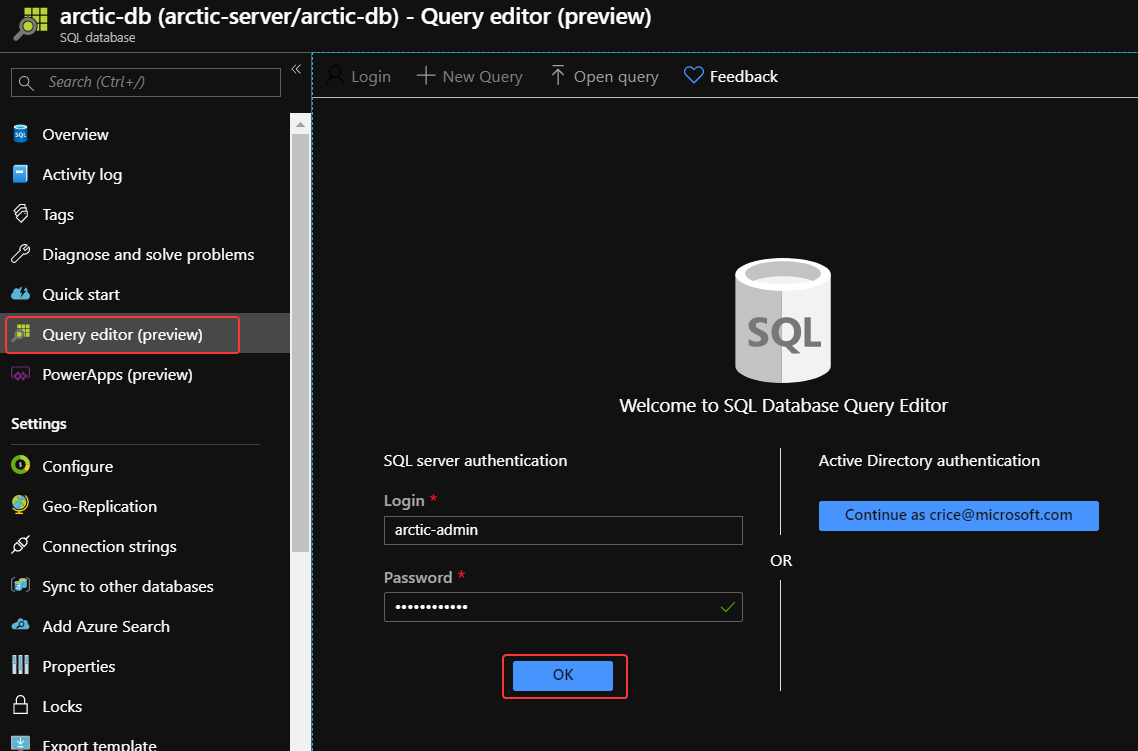 arctic-db (arctic-server/arctic-db) - Query editor (preview)
SQL database
Search (Ctrl+/)
«
Overview
Activity log
Tags
Diagnose and solve problems
Quick start
Query editor (preview)
PowerApps (preview)
Settings
Configure
Geo-Replication
Connection strings
Sync to other databases
Add Azure Search
Properties
Locks
Export template
Login
New Query
Open query
Feedback
SQL
Welcome to SQL Database Query Editor
SQL server authentication
Login *
arctic-admin
Password *
••••••••••••
OK
OR
Active Directory authentication
Continue as crice@microsoft.com